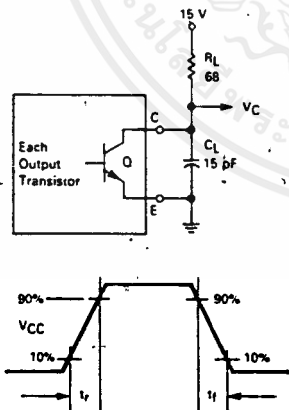 15 V
RL
68
VC
C
Each
Output
Transistor
Q
CL
15 pF
E
90%
90%
VCC
10%
10%
tr
tf